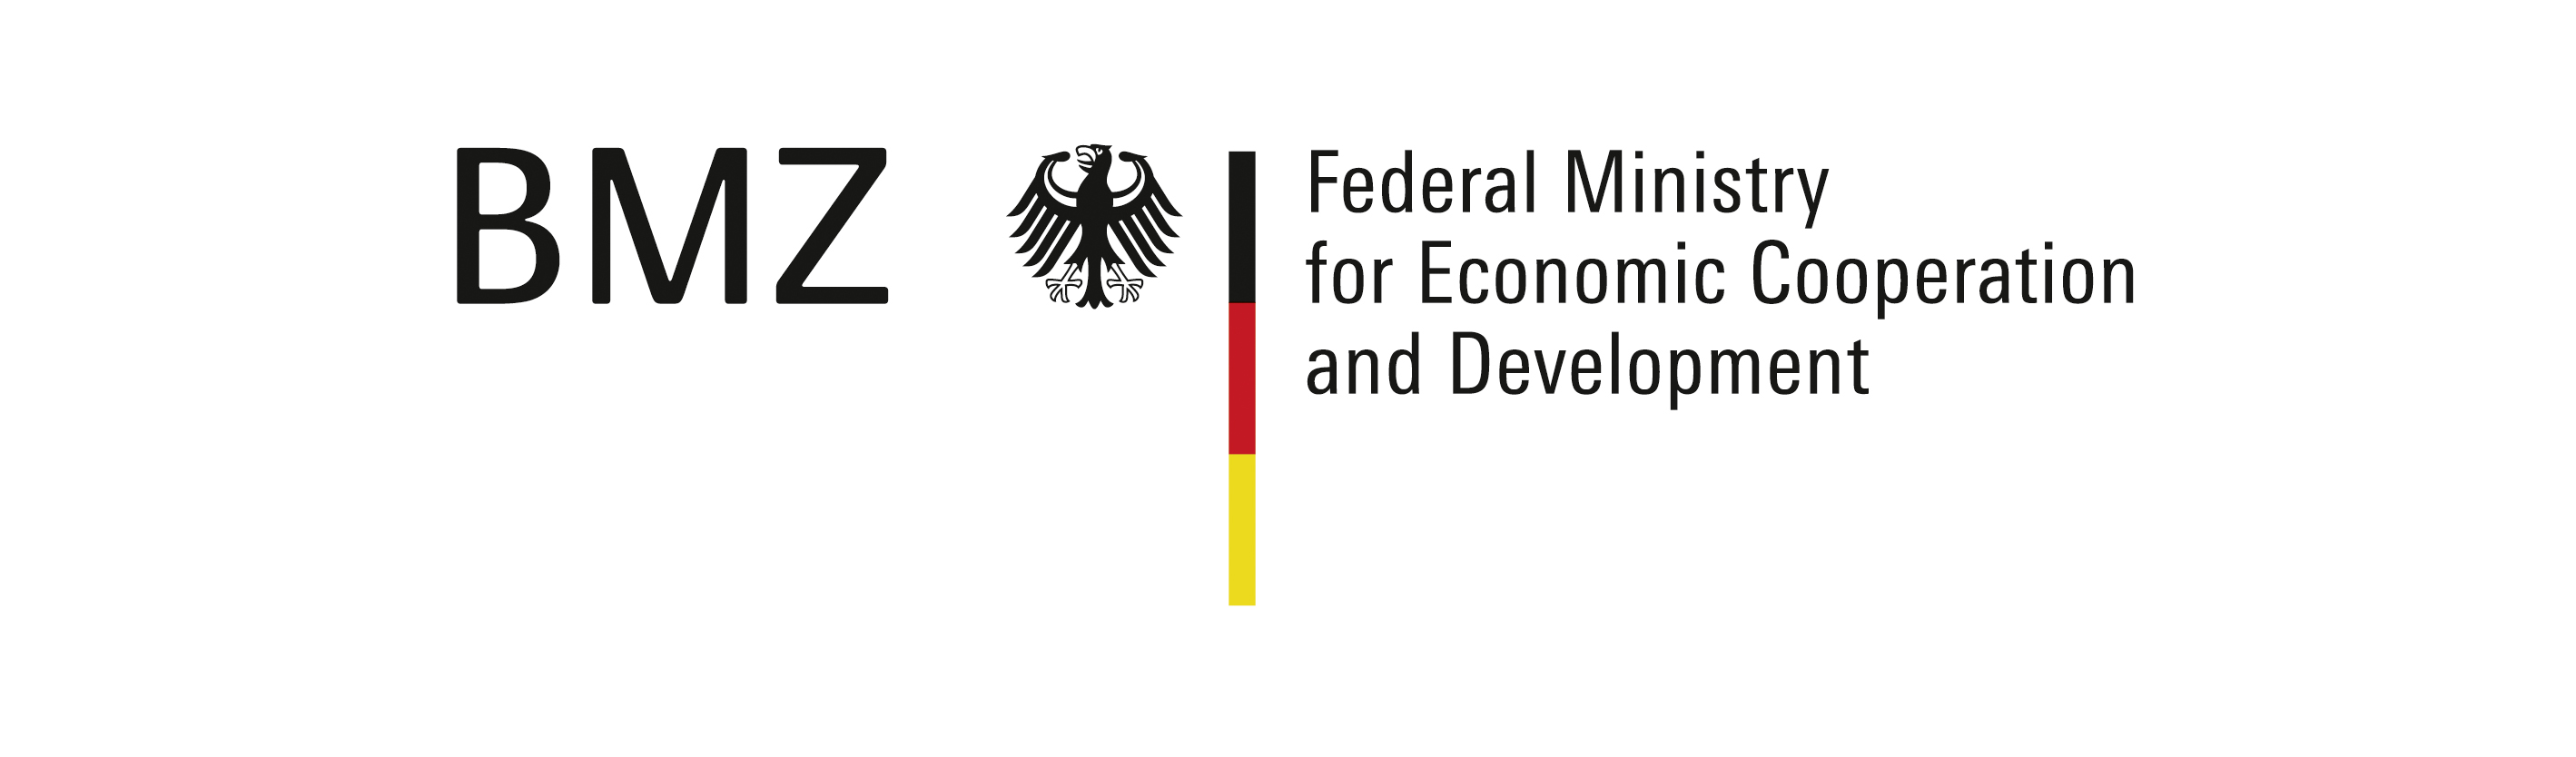 BMZ
Federal Ministry
for Economic Cooperation
and Development